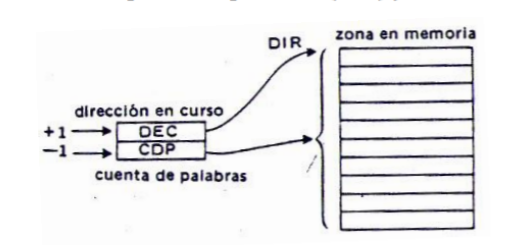 zona en memoria
DIR
dirección en curso
+1
DEC
−1
CDP
cuenta de palabras